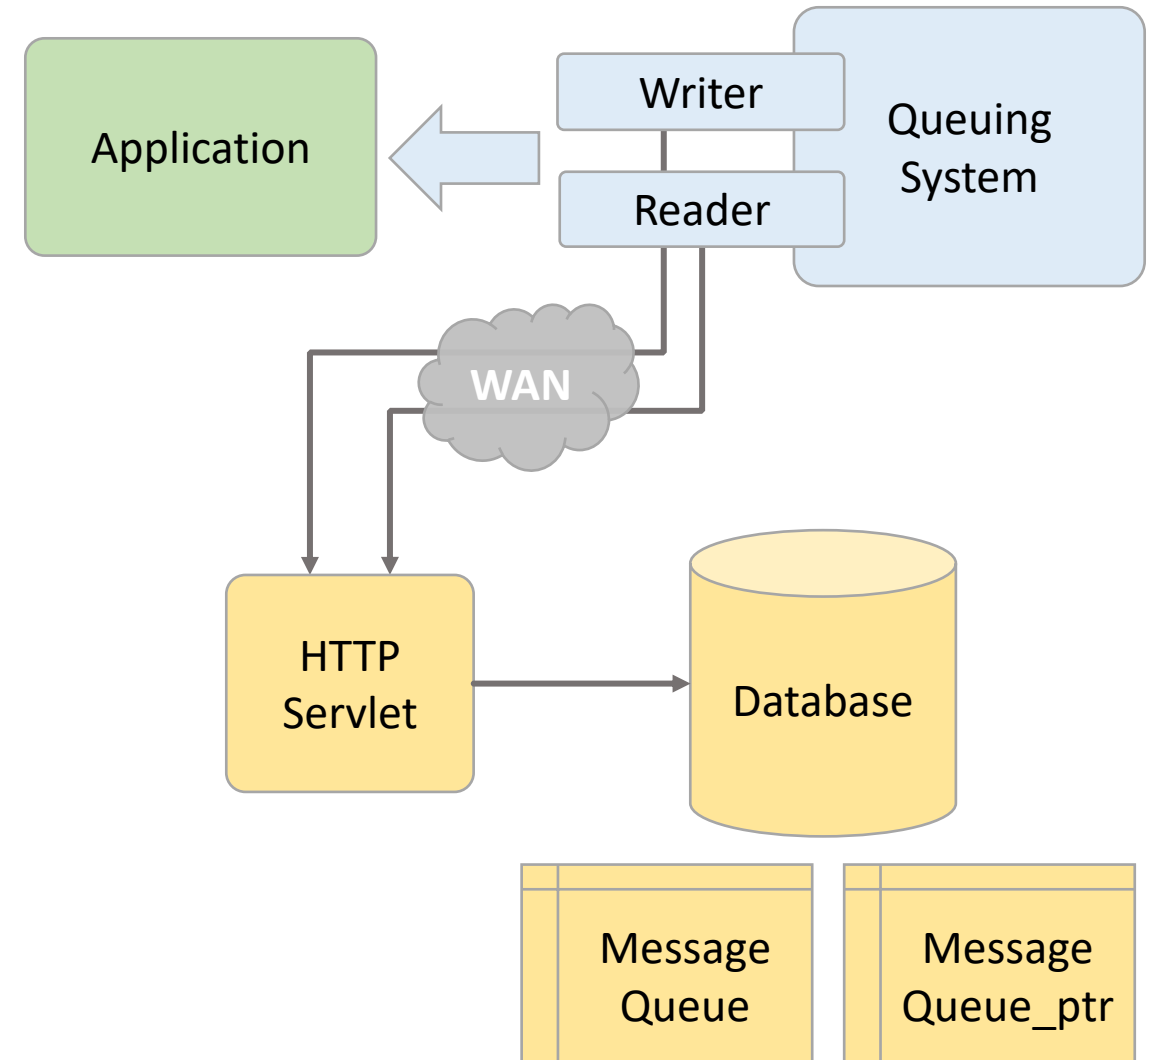 Application
Writer
Reader
Queuing
System
WAN
HTTP
Servlet
Database
Message
Queue
Message
Queue_ptr